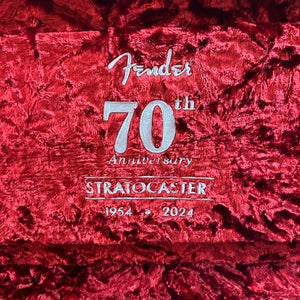 Fender
70th
Anniversary
STRATOCASTER
1954 * 2024